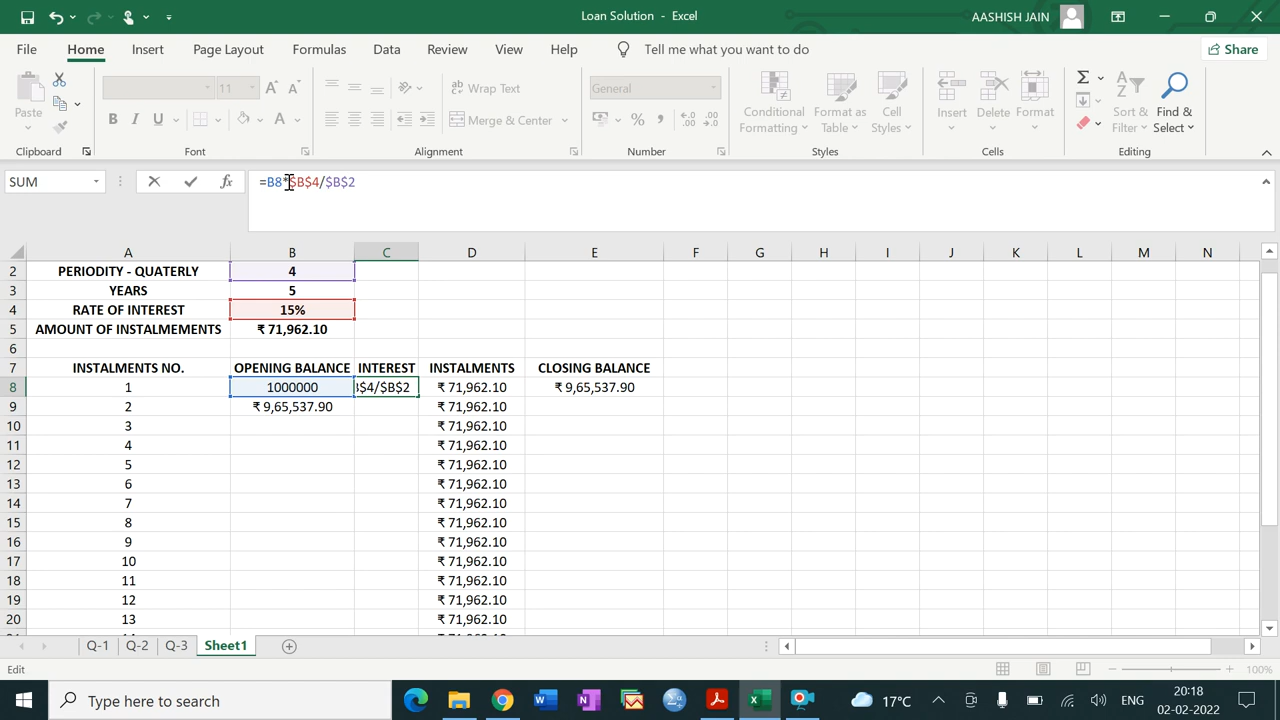 Loan Solution - Excel
AASHISH JAIN
File Home Insert Page Layout Formulas Data Review View Help Tell me what you want to do Share
Paste
11
B I U
Wrap Text
Merge & Center
General
Conditional Formatting
Format as Table
Cell Styles
Insert
Delete
Format
Sort & Filter
Find & Select
Clipboard Font Alignment Number Styles Cells Editing
SUM =B8*$B$4/$B$2
A B C D E F G H I J K L M N
2 PERIODITY - QUATERLY 4
3 YEARS 5
4 RATE OF INTEREST 15%
5 AMOUNT OF INSTALMEMENTS ₹ 71,962.10
6
7 INSTALMENTS NO. OPENING BALANCE INTEREST INSTALMENTS CLOSING BALANCE
8 1 1000000 $4/$B$2 ₹ 71,962.10 ₹ 9,65,537.90
9 2 ₹ 9,65,537.90 ₹ 71,962.10
10 3 ₹ 71,962.10
11 4 ₹ 71,962.10
12 5 ₹ 71,962.10
13 6 ₹ 71,962.10
14 7 ₹ 71,962.10
15 8 ₹ 71,962.10
16 9 ₹ 71,962.10
17 10 ₹ 71,962.10
18 11 ₹ 71,962.10
19 12 ₹ 71,962.10
20 13 ₹ 71,962.10
Q-1 Q-2 Q-3 Sheet1
Edit 100%
Type here to search
17°C
ENG
20:18
02-02-2022